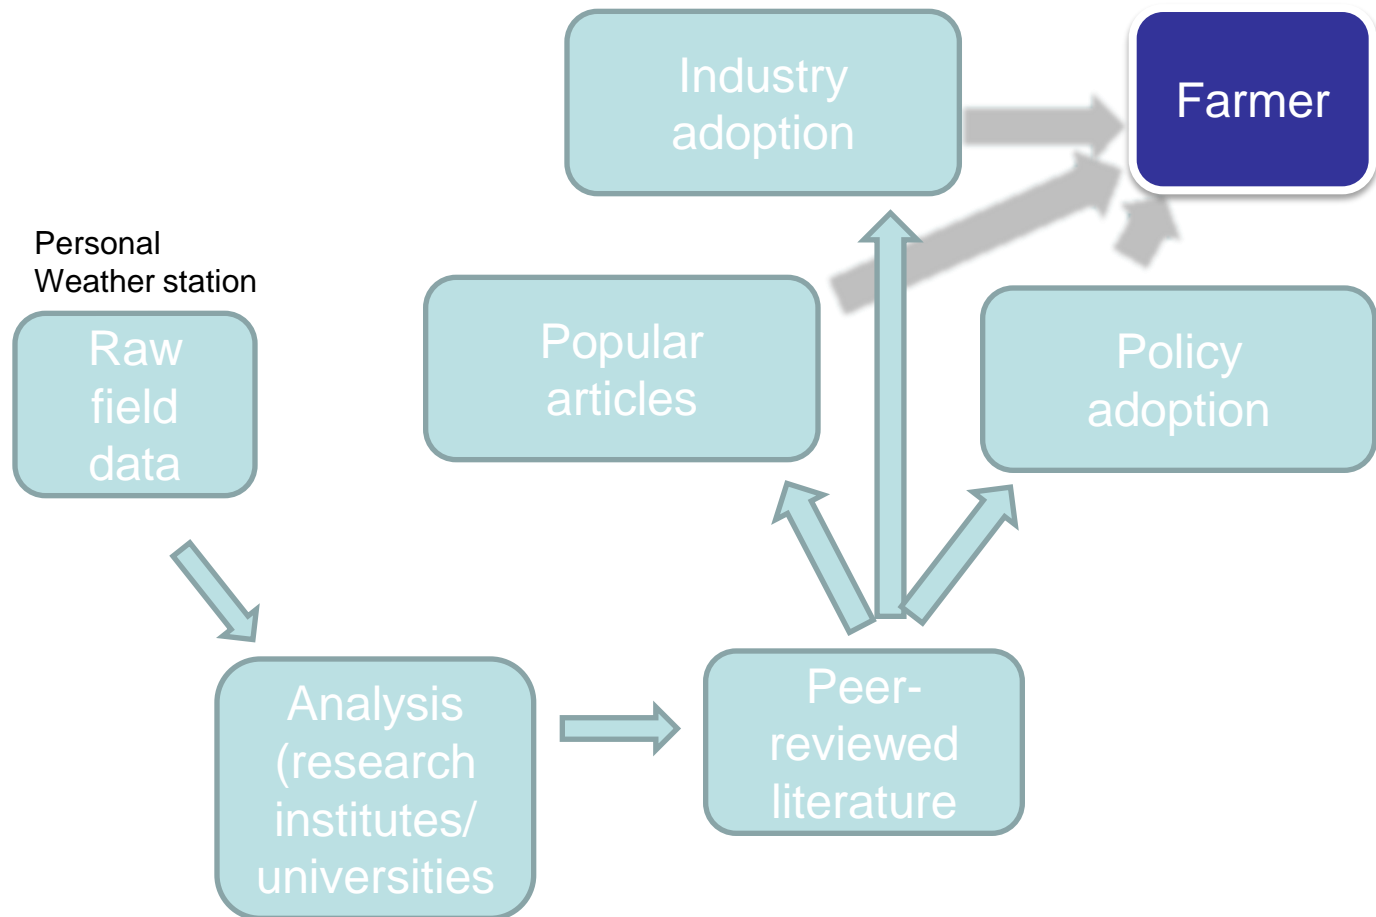 Industry
adoption
Farmer
Personal
Weather station
Raw
field
data
Popular
articles
Policy
adoption
Analysis
(research
institutes/
universities
Peer-
reviewed
literature